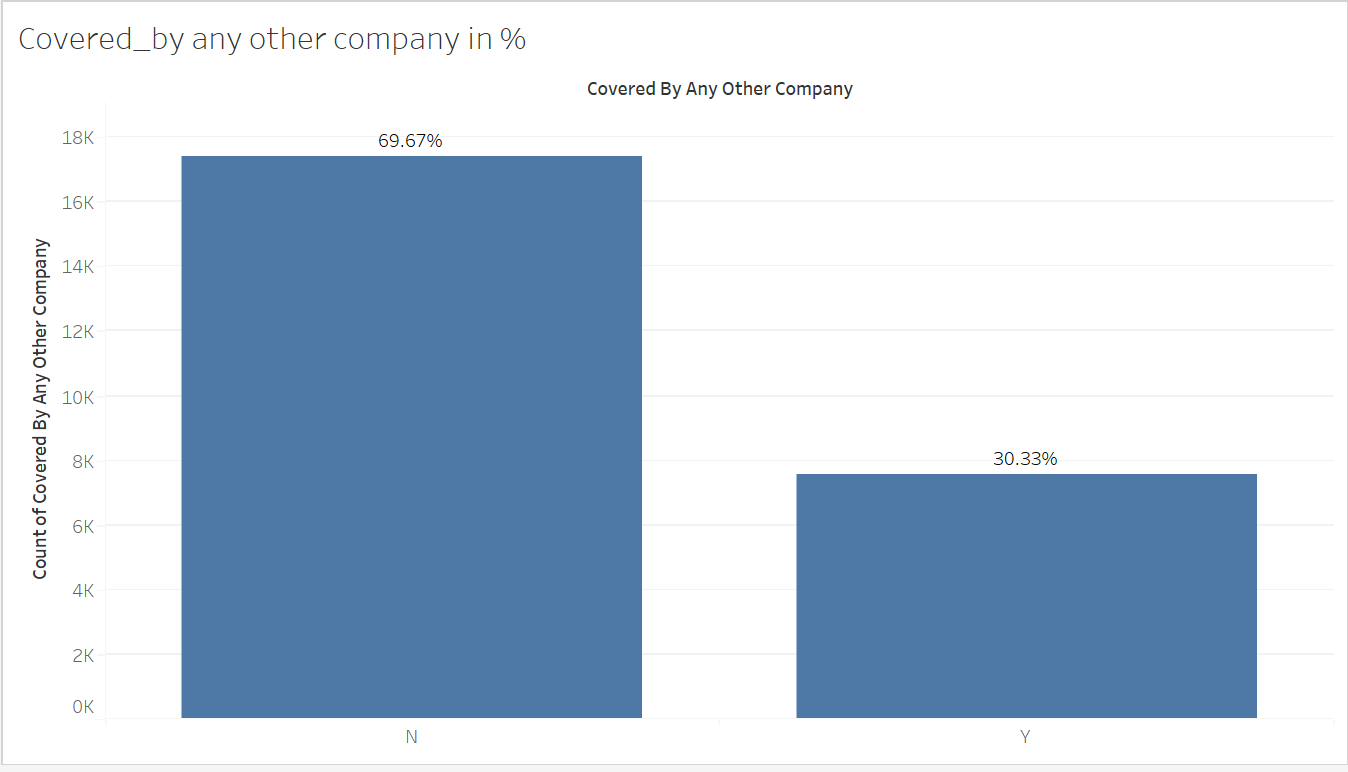 Covered_by any other company in %
Covered By Any Other Company
Count of Covered By Any Other Company
18K
16K
14K
12K
10K
8K
6K
4K
2K
0K
69.67%
30.33%
N
Y